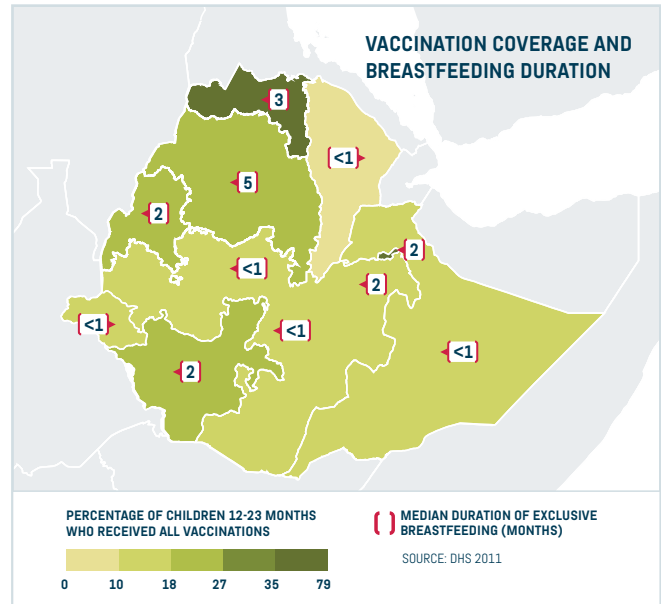 VACCINATION COVERAGE AND
BREASTFEEDING DURATION
3
<1
5
2
2
<1
2
<1
<1
<1
2
PERCENTAGE OF CHILDREN 12-23 MONTHS
WHO RECEIVED ALL VACCINATIONS
0 10 18 27 35 79
MEDIAN DURATION OF EXCLUSIVE
BREASTFEEDING (MONTHS)
SOURCE: DHS 2011